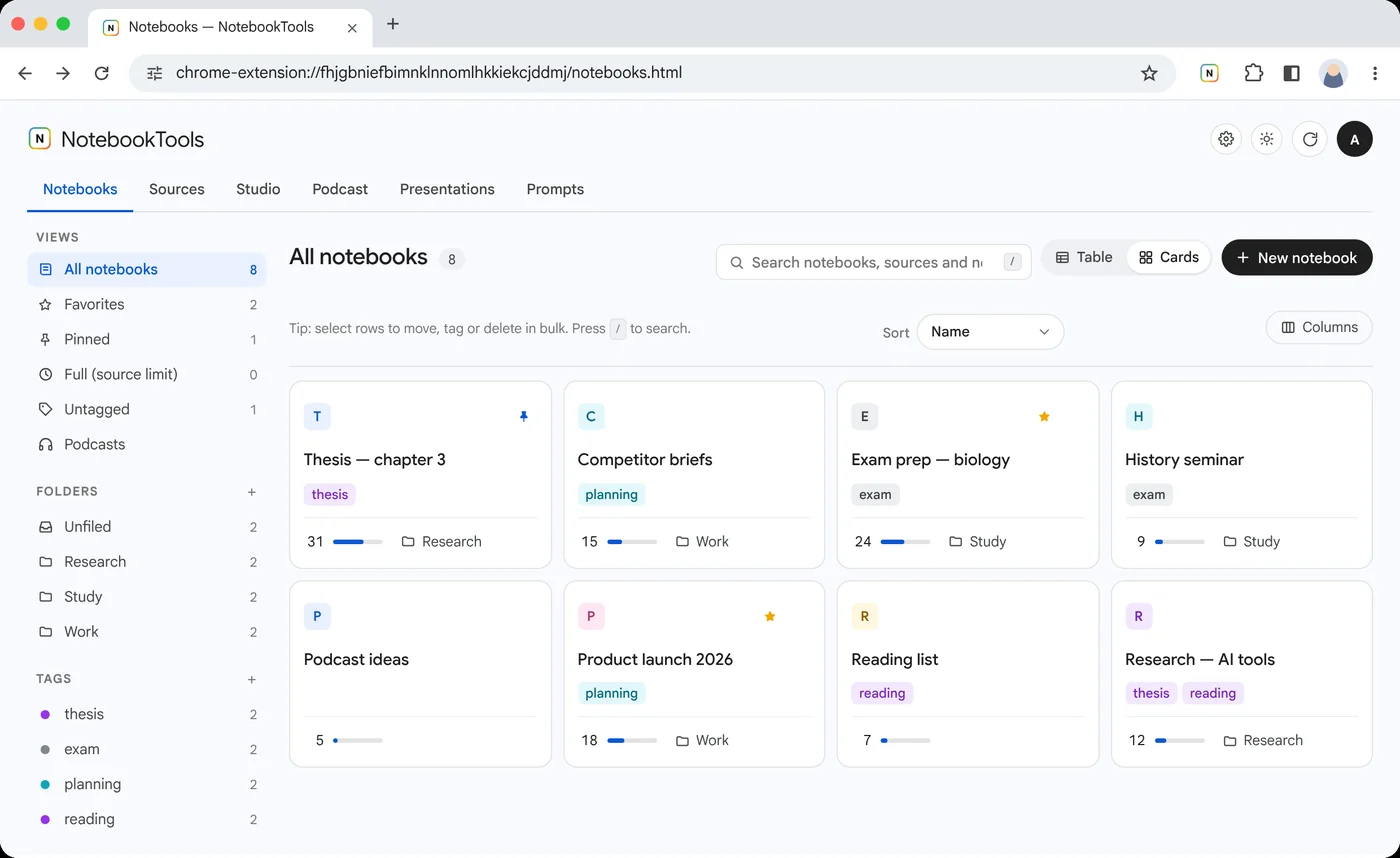 N Notebooks — NotebookTools
chrome-extension://fhjgbniefbimnklnnomlhkkiekcjddmj/notebooks.html N
N NotebookTools A
Notebooks Sources Studio Podcast Presentations Prompts
VIEWS
All notebooks 8
Favorites 2
Pinned 1
Full (source limit) 0
Untagged 1
Podcasts
FOLDERS +
Unfiled 2
Research 2
Study 2
Work 2
TAGS +
thesis 2
exam 2
planning 2
reading 2
All notebooks 8
Search notebooks, sources and n /
Table Cards + New notebook
Tip: select rows to move, tag or delete in bulk. Press / to search.
Sort Name Columns
T
Thesis — chapter 3
thesis
31 Research
C
Competitor briefs
planning
15 Work
E
Exam prep — biology
exam
24 Study
H
History seminar
exam
9 Study
P
Podcast ideas
5
P
Product launch 2026
planning
18 Work
R
Reading list
reading
7
R
Research — AI tools
thesis reading
12 Research